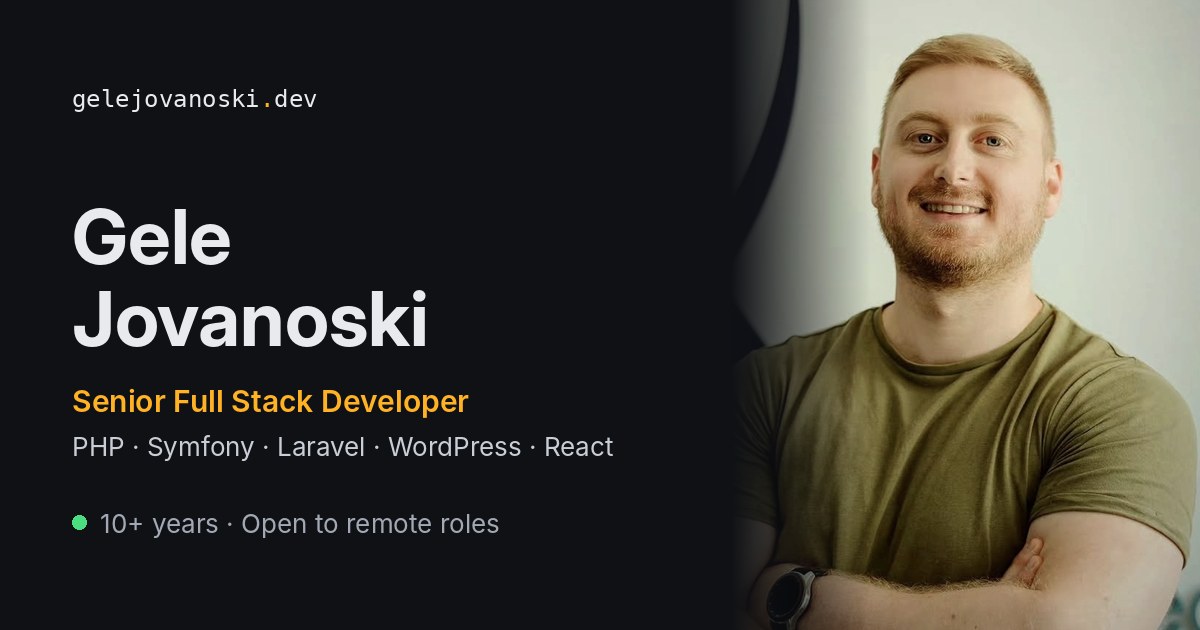 gelejovanoski.dev
Gele
Jovanoski
Senior Full Stack Developer
PHP · Symfony · Laravel · WordPress · React
10+ years · Open to remote roles